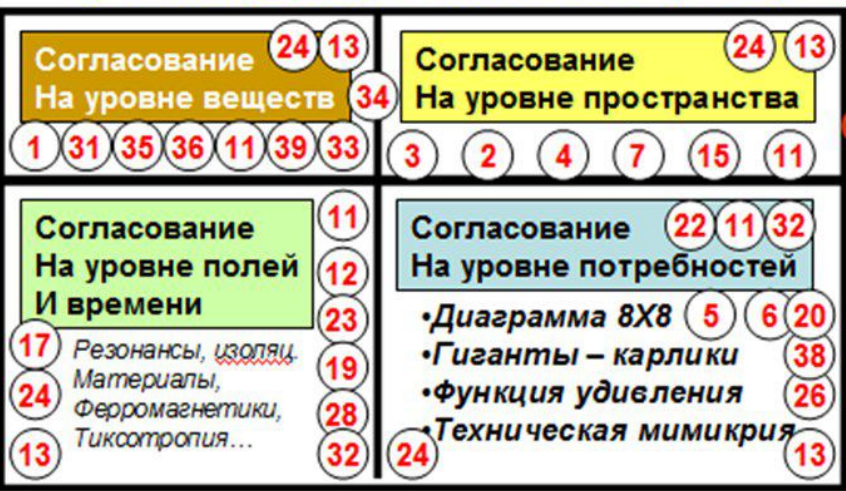 Согласование 24 13
На уровне веществ 34
1 31 35 36 11 39 33
Согласование 24 13
На уровне пространства
3 2 4 7 15 11
Согласование 11
На уровне полей 12
И времени 23
17 Резонансы, изоляц. 19
24 Материалы,
Ферромагнетики, 28
13 Тиксотропия... 32
Согласование 22 11 32
На уровне потребностей
•Диаграмма 8Х8 5 6 20
•Гиганты – карлики 38
•Функция удивления 26
24 •Техническая мимикрия 13